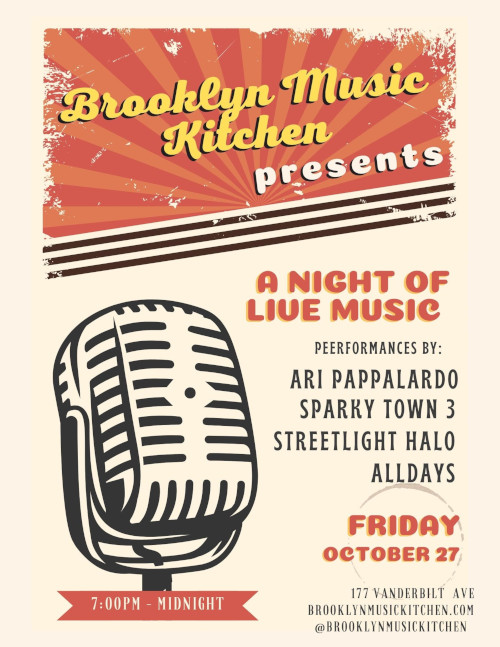 Brooklyn Music
Kitchen
presents
A NIGHT OF
LIVE MUSIC
PEERFORMANCES BY:
ARI PAPPALARDO
SPARKY TOWN 3
STREETLIGHT HALO
ALLDAYS
FRIDAY
OCTOBER 27
7:00PM - MIDNIGHT
177 VANDERBILT AVE
BROOKLYNMUSICKITCHEN.COM
@BROOKLYNMUSICKITCHEN